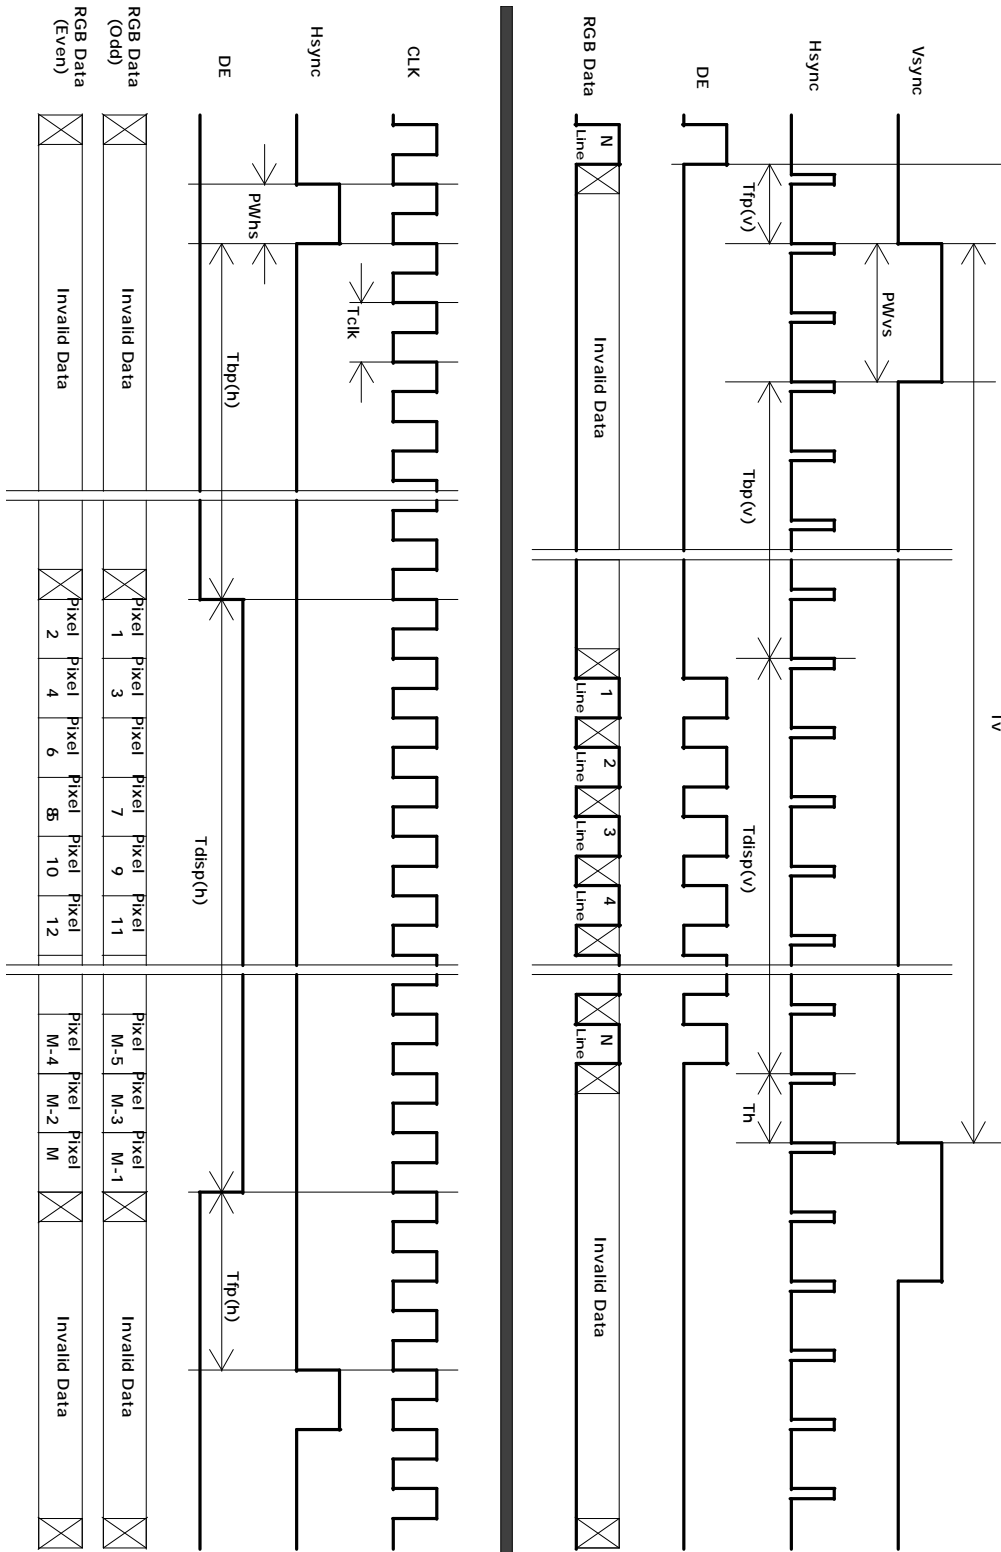 Tv
Vsync
PWvs
Hsync
Tfp(v) Tbp(v) Tdisp(v) Th
DE
N 1 2 3 4 N
RGB Data Line Invalid Data Line Line Line Line Line Invalid Data
CLK
Tclk
Hsync
PWhs
DE Tbp(h) Tdisp(h) Tfp(h)
RGB Data
(Odd)
Pixel Pixel Pixel Pixel Pixel Pixel Pixel Pixel Pixel
Invalid Data 1 3 7 9 11 M-5 M-3 M-1 Invalid Data
RGB Data
(Even)
Pixel Pixel Pixel Pixel Pixel Pixel Pixel Pixel Pixel
Invalid Data 2 4 6 10 12 M-4 M-2 M Invalid Data